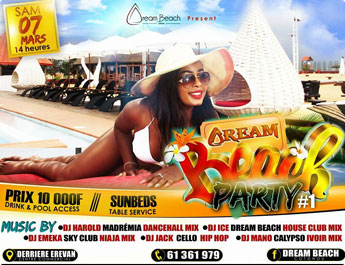 Dream Beach Present
SAM
07
MARS
14 heures
DREAM
Beach
PARTY #1
PRIX 10 000F // SUNBEDS
DRINK & POOL ACCESS TABLE SERVICE
MUSIC BY •DJ HAROLD MADRÉMIA DANCEHALL MIX •DJ ICE DREAM BEACH HOUSE CLUB MIX
•DJ EMEKA SKY CLUB NIAJA MIX •DJ JACK CELLO HIP HOP •DJ MANO CALYPSO IVOIR MIX
DERRIERE EREVAN 61 361 979 f DREAM BEACH